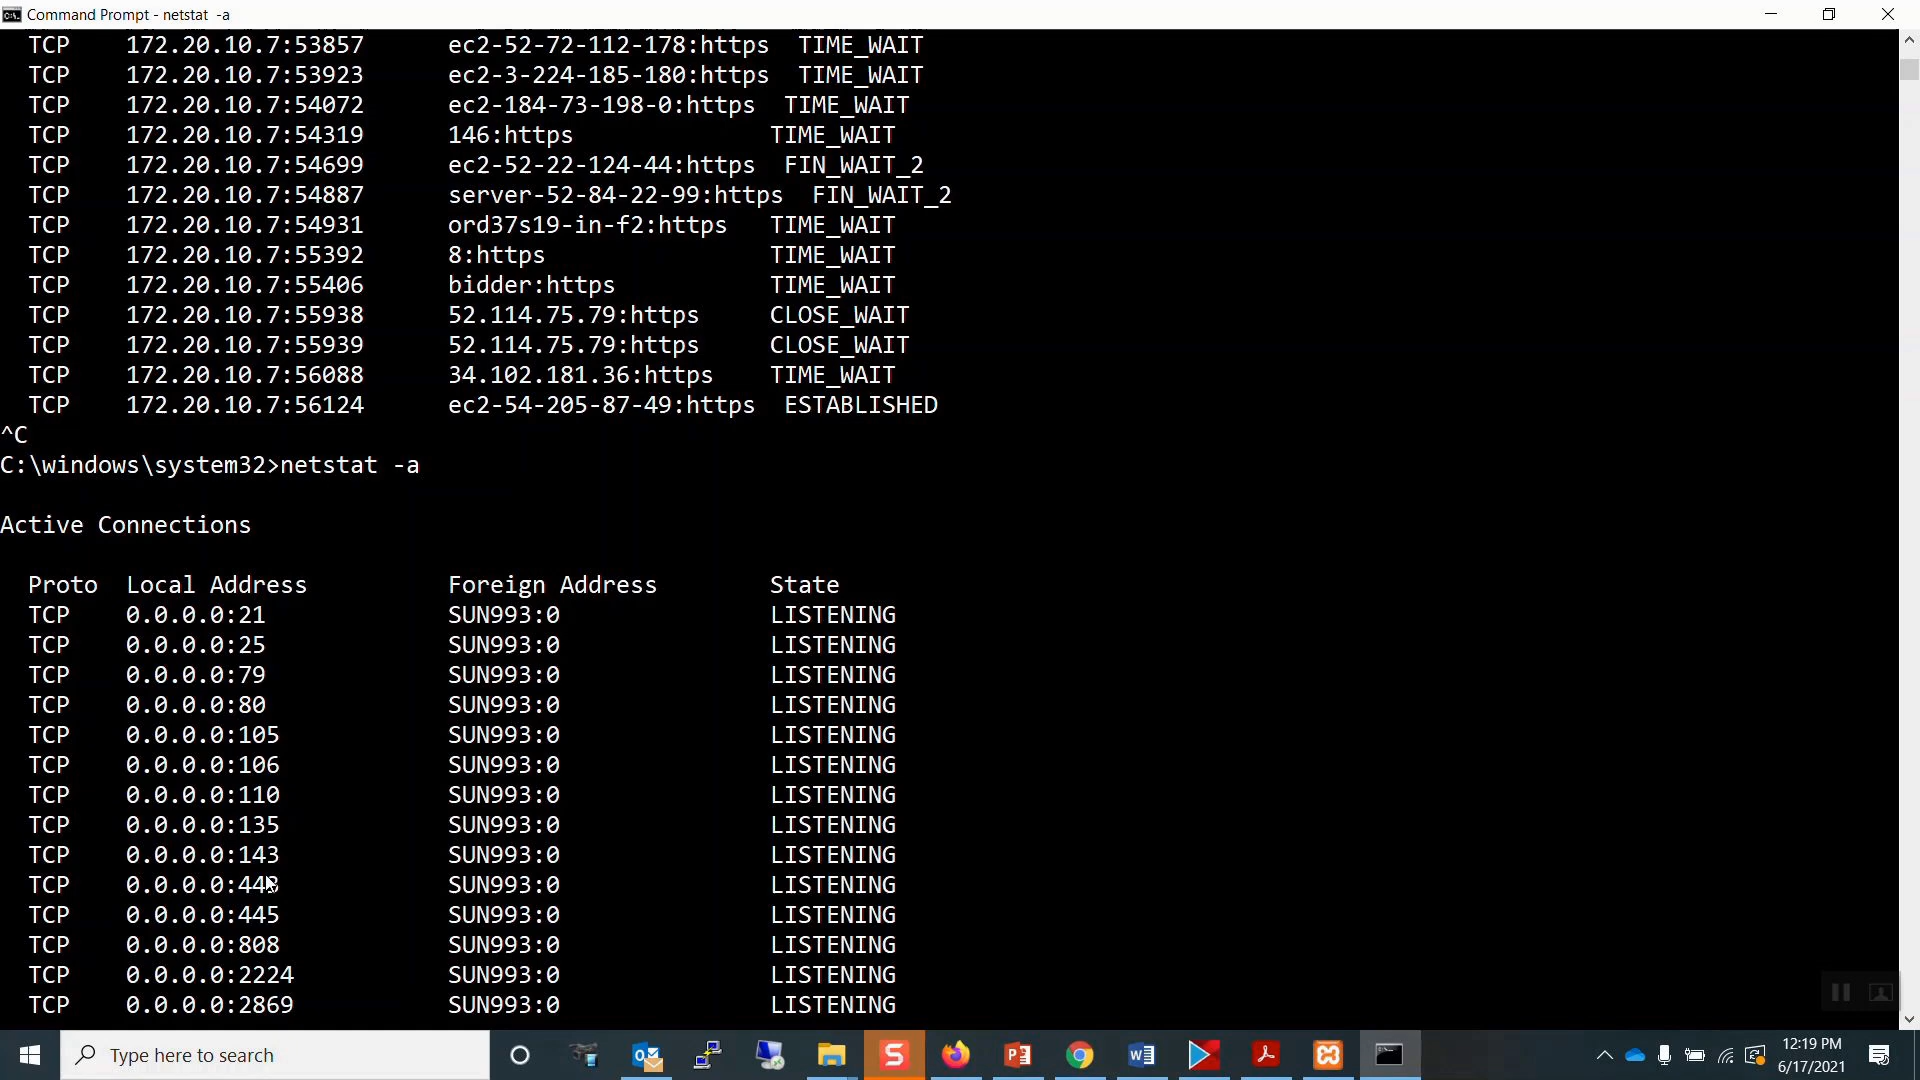 Command Prompt - netstat  -a
TCP    172.20.10.7:53857      ec2-52-72-112-178:https  TIME_WAIT
TCP    172.20.10.7:53923      ec2-3-224-185-180:https  TIME_WAIT
TCP    172.20.10.7:54072      ec2-184-73-198-0:https  TIME_WAIT
TCP    172.20.10.7:54319      146:https              TIME_WAIT
TCP    172.20.10.7:54699      ec2-52-22-124-44:https  FIN_WAIT_2
TCP    172.20.10.7:54887      server-52-84-22-99:https  FIN_WAIT_2
TCP    172.20.10.7:54931      ord37s19-in-f2:https   TIME_WAIT
TCP    172.20.10.7:55392      8:https                TIME_WAIT
TCP    172.20.10.7:55406      bidder:https           TIME_WAIT
TCP    172.20.10.7:55938      52.114.75.79:https     CLOSE_WAIT
TCP    172.20.10.7:55939      52.114.75.79:https     CLOSE_WAIT
TCP    172.20.10.7:56088      34.102.181.36:https    TIME_WAIT
TCP    172.20.10.7:56124      ec2-54-205-87-49:https  ESTABLISHED
^C
C:\windows\system32>netstat -a
Active Connections
Proto  Local Address          Foreign Address        State
TCP    0.0.0.0:21             SUN993:0               LISTENING
TCP    0.0.0.0:25             SUN993:0               LISTENING
TCP    0.0.0.0:79             SUN993:0               LISTENING
TCP    0.0.0.0:80             SUN993:0               LISTENING
TCP    0.0.0.0:105            SUN993:0               LISTENING
TCP    0.0.0.0:106            SUN993:0               LISTENING
TCP    0.0.0.0:110            SUN993:0               LISTENING
TCP    0.0.0.0:135            SUN993:0               LISTENING
TCP    0.0.0.0:143            SUN993:0               LISTENING
TCP    0.0.0.0:443            SUN993:0               LISTENING
TCP    0.0.0.0:445            SUN993:0               LISTENING
TCP    0.0.0.0:808            SUN993:0               LISTENING
TCP    0.0.0.0:2224           SUN993:0               LISTENING
TCP    0.0.0.0:2869           SUN993:0               LISTENING
Type here to search
12:19 PM
6/17/2021